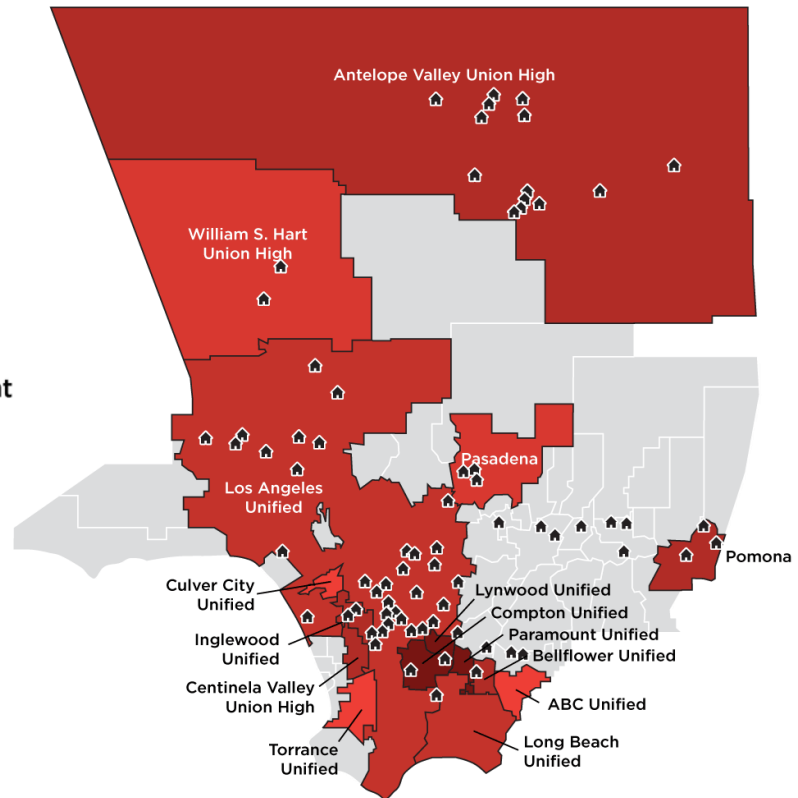 Antelope Valley Union High
William S. Hart
Union High
nt
Pasadena
Los Angeles
Unified
Pomona
Culver City
Unified
Lynwood Unified
Compton Unified
Paramount Unified
Bellflower Unified
Inglewood
Unified
Centinela Valley
Union High
ABC Unified
Torrance
Unified
Long Beach
Unified